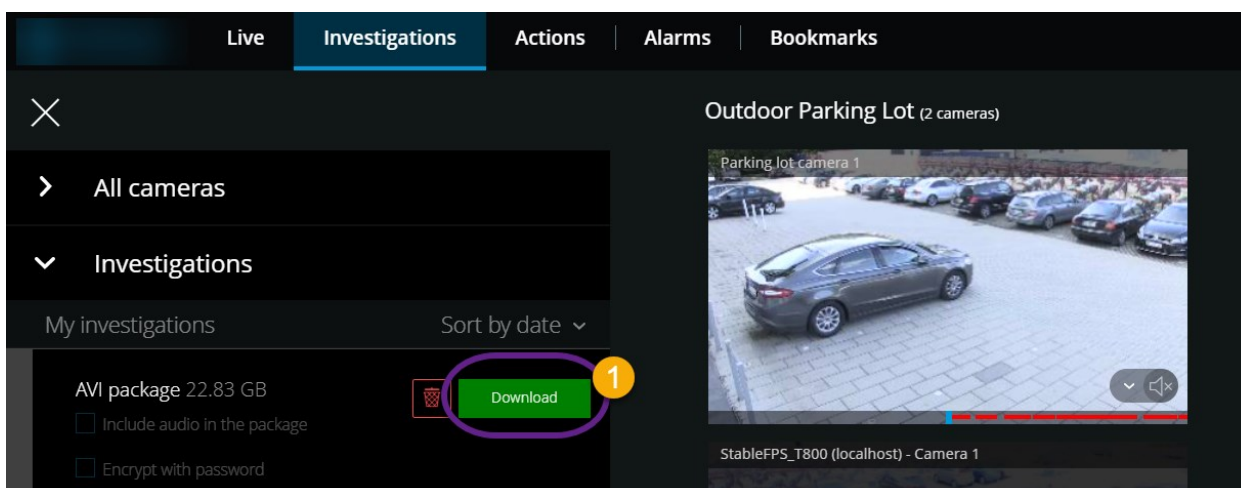 Live Investigations Actions Alarms Bookmarks
Outdoor Parking Lot (2 cameras)
Parking lot camera 1
All cameras
Investigations
My investigations Sort by date
AVI package 22.83 GB
Download
1
Include audio in the package
Encrypt with password
StableFPS_T800 (localhost) - Camera 1